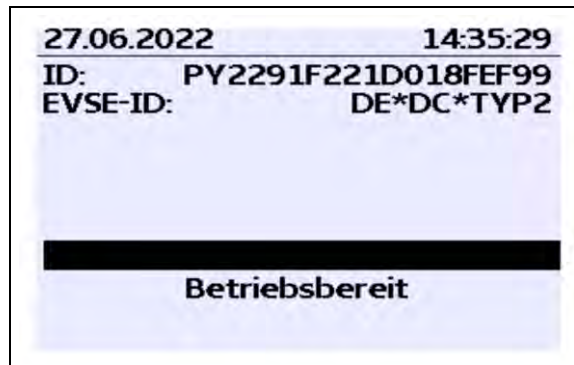 27.06.2022 14:35:29
ID: PY2291F221D018FEF99
EVSE-ID: DE*DC*TYP2
Betriebsbereit